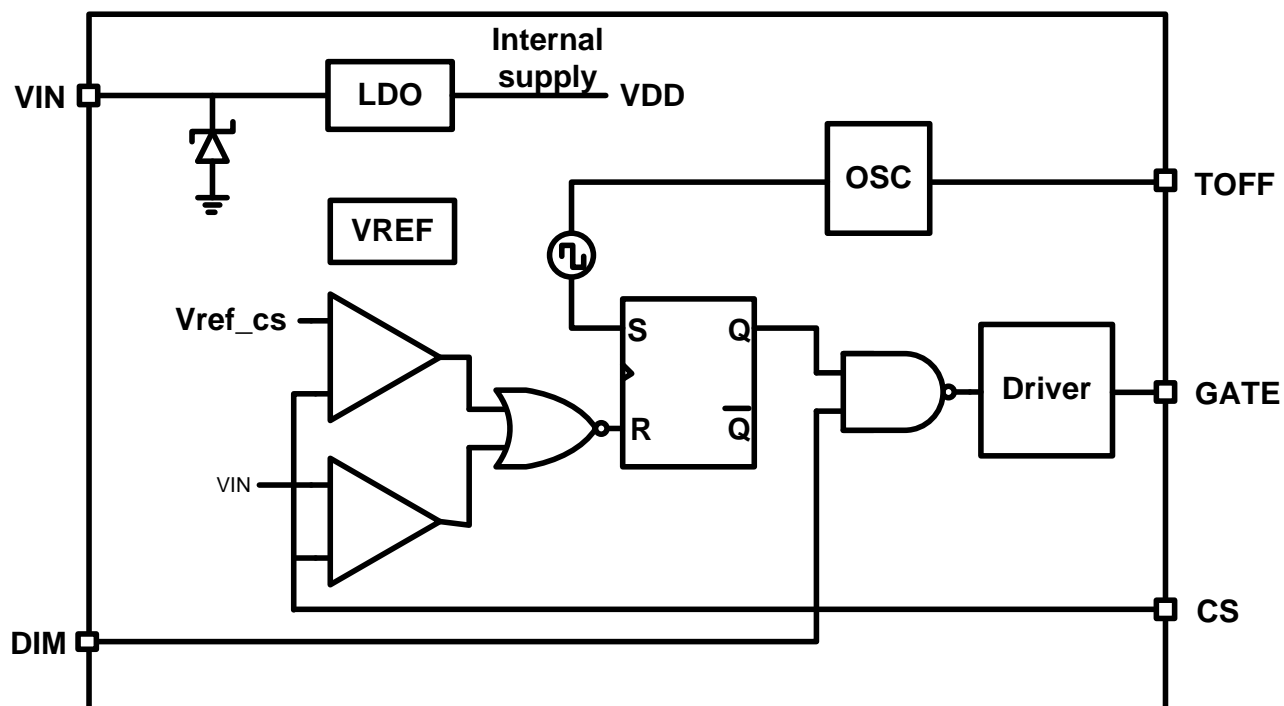 Internal
supply
VIN
LDO
VDD
OSC
TOFF
VREF
Vref_cs
S
Q
Driver
GATE
R
Q
VIN
CS
DIM